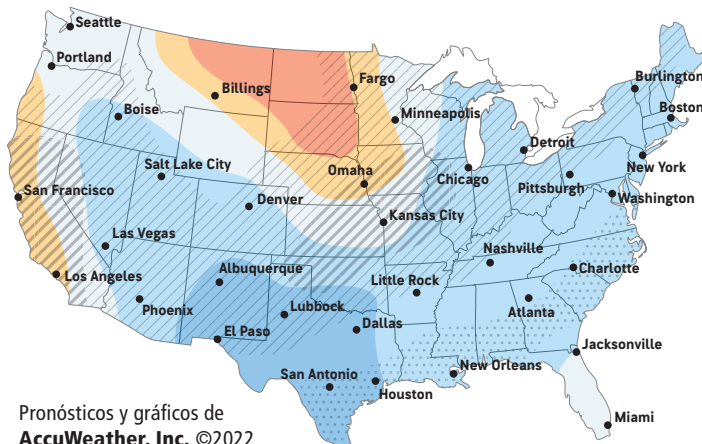 Seattle
Portland
Billings
Fargo
Burlington
Boise
Minneapolis
Boston
Detroit
Salt Lake City
Omaha
Chicago
New York
San Francisco
Pittsburgh
Denver
Washington
Kansas City
Las Vegas
Nashville
Los Angeles
Albuquerque
Little Rock
Charlotte
Phoenix
Lubbock
Atlanta
El Paso
Dallas
Jacksonville
San Antonio
New Orleans
Houston
Miami
Pronósticos y gráficos de
AccuWeather, Inc. ©2022